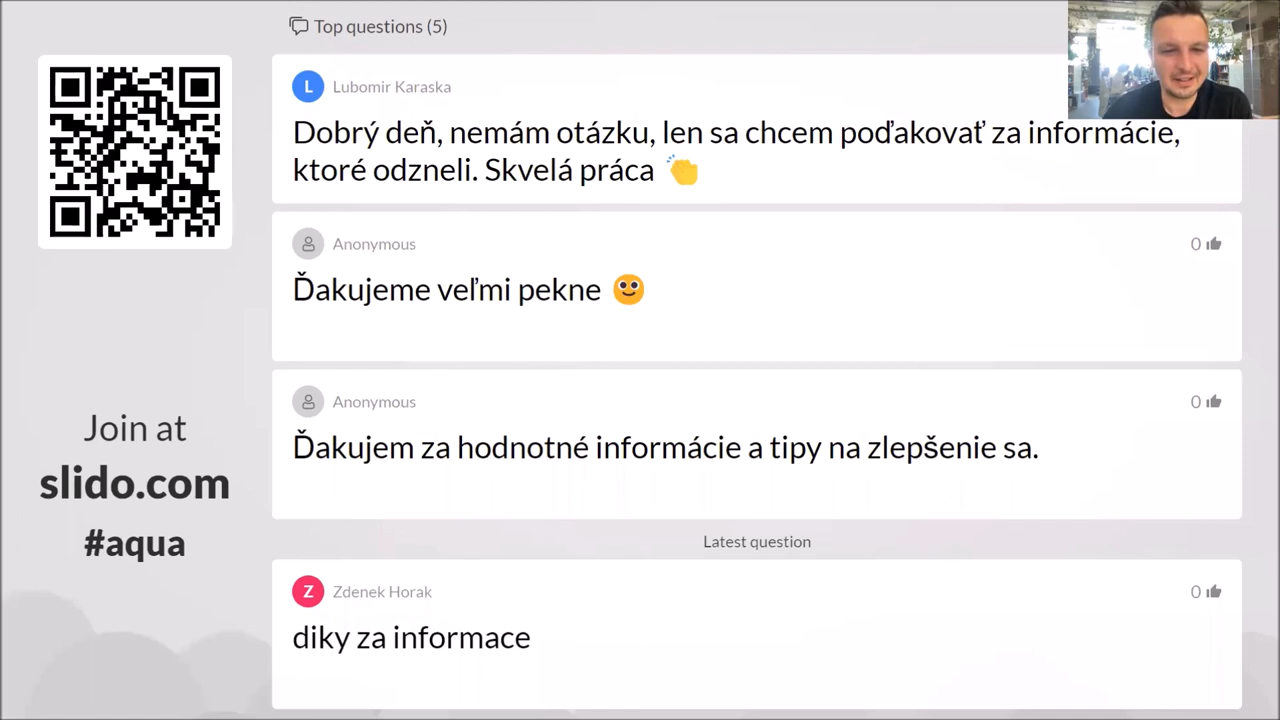 Top questions (5)
L Lubomir Karaska
Dobrý deň, nemám otázku, len sa chcem poďakovať za informácie,
ktoré odzneli. Skvelá práca 👏
Anonymous 0
Ďakujeme veľmi pekne 🙂
Anonymous 0
Ďakujem za hodnotné informácie a tipy na zlepšenie sa.
Latest question
Z Zdenek Horak 0
diky za informace
Join at
slido.com
#aqua